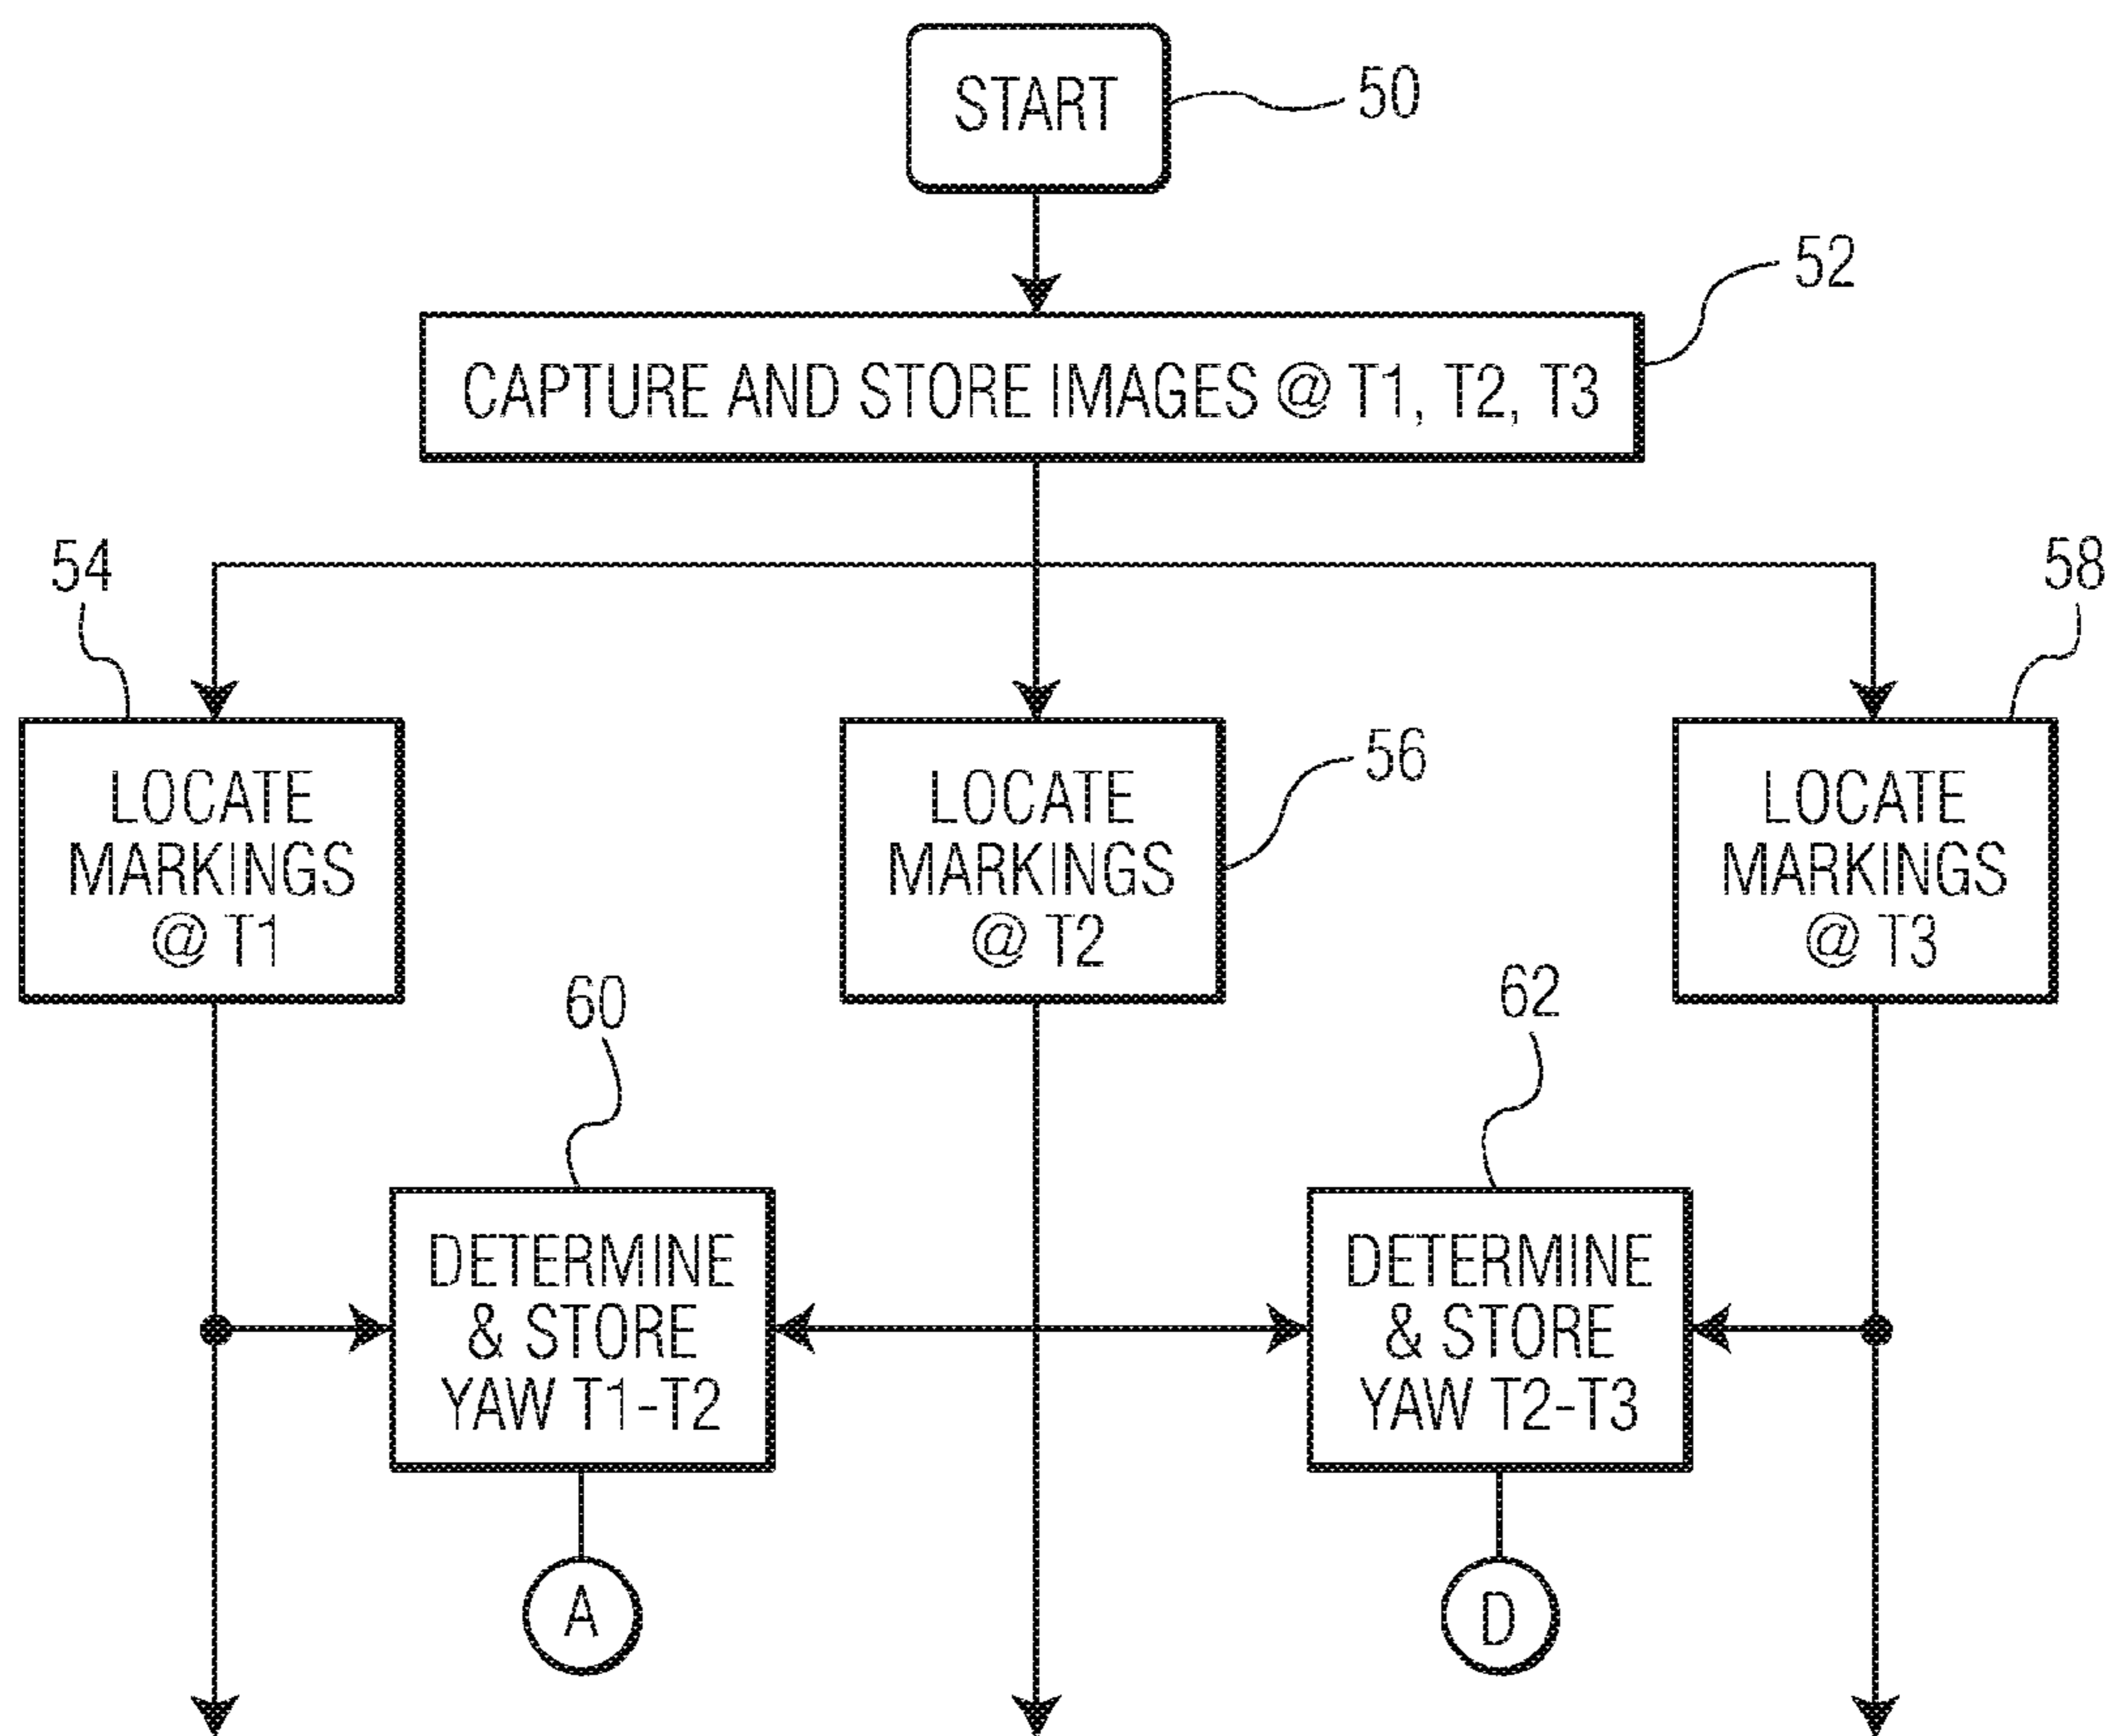 START
50
52
CAPTURE AND STORE IMAGES @ T1, T2, T3
54
58
LOCATE
MARKINGS
@ T1
LOCATE
MARKINGS
@ T2
56
LOCATE
MARKINGS
@ T3
60
62
DETERMINE
& STORE
YAW T1-T2
DETERMINE
& STORE
YAW T2-T3
A
D